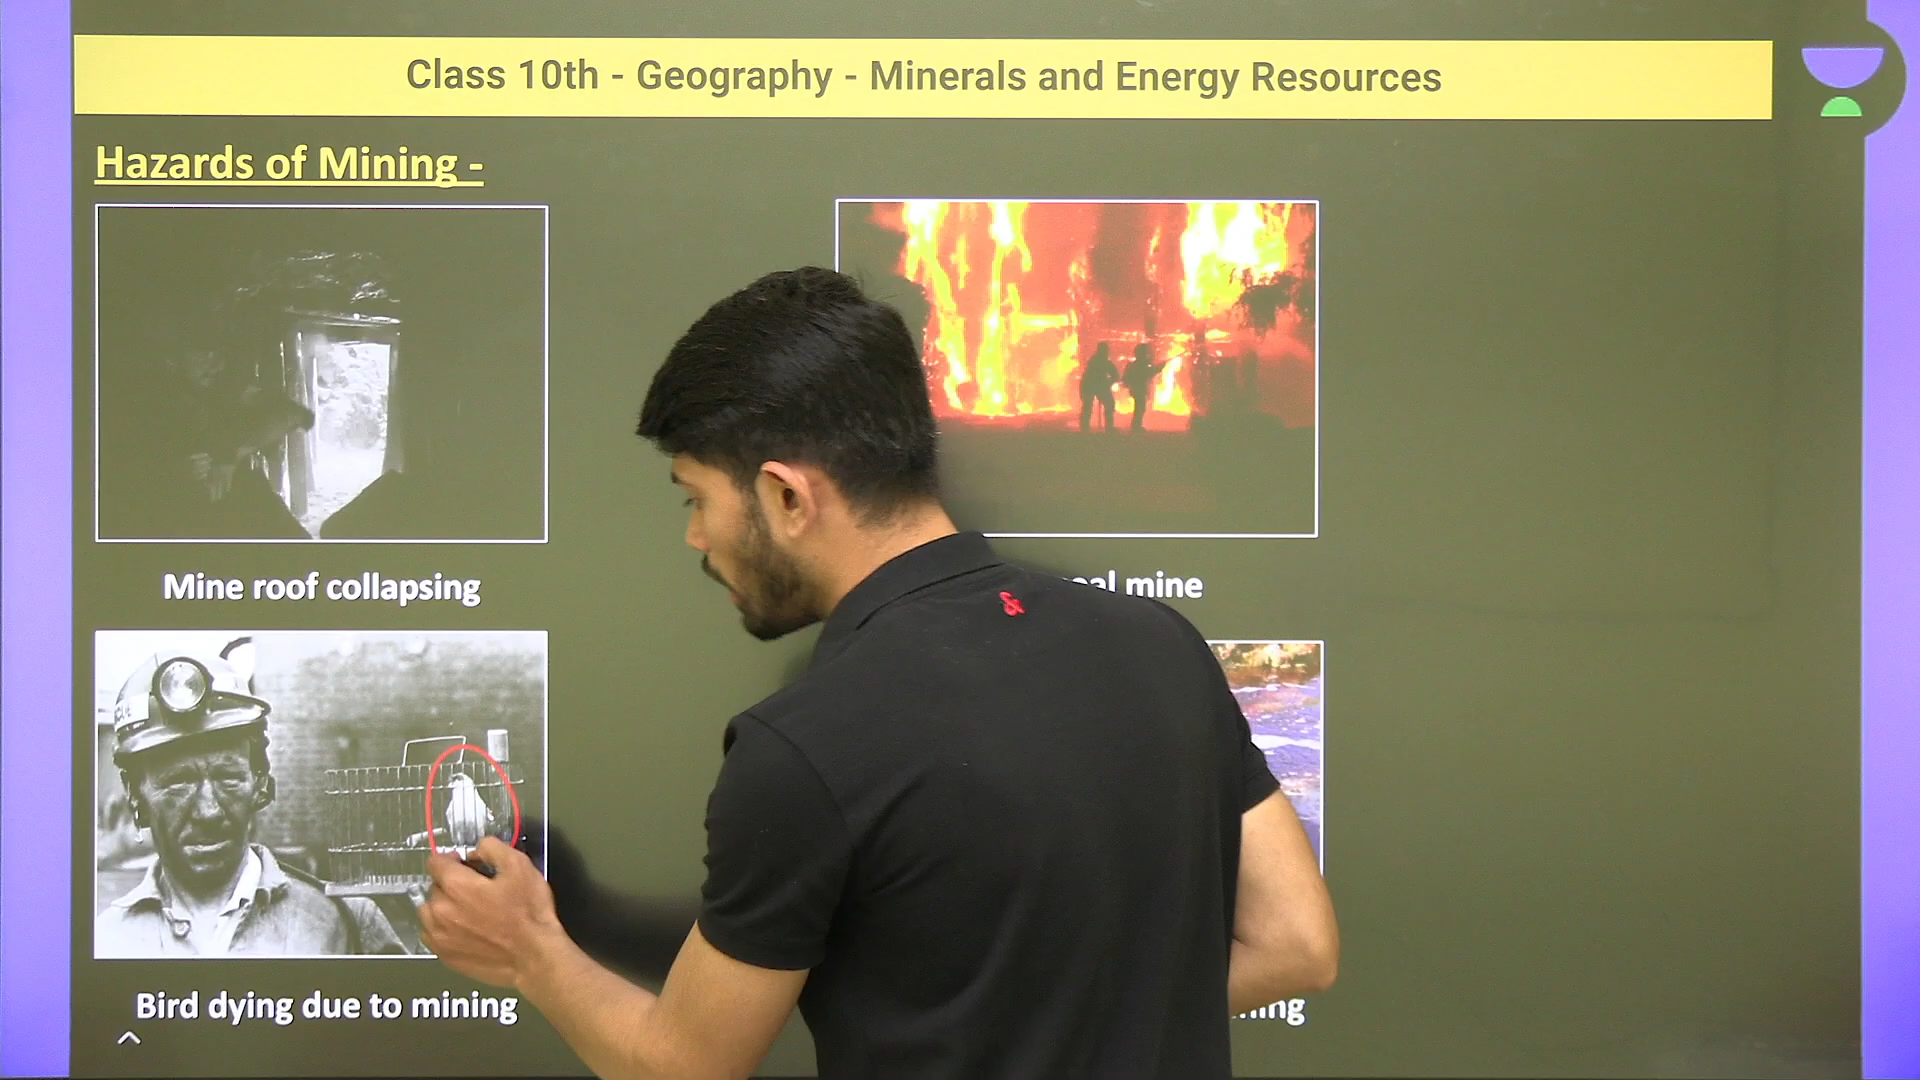 Class 10th - Geography - Minerals and Energy Resources
Hazards of Mining -
Mine roof collapsing
mine
Bird dying due to mining